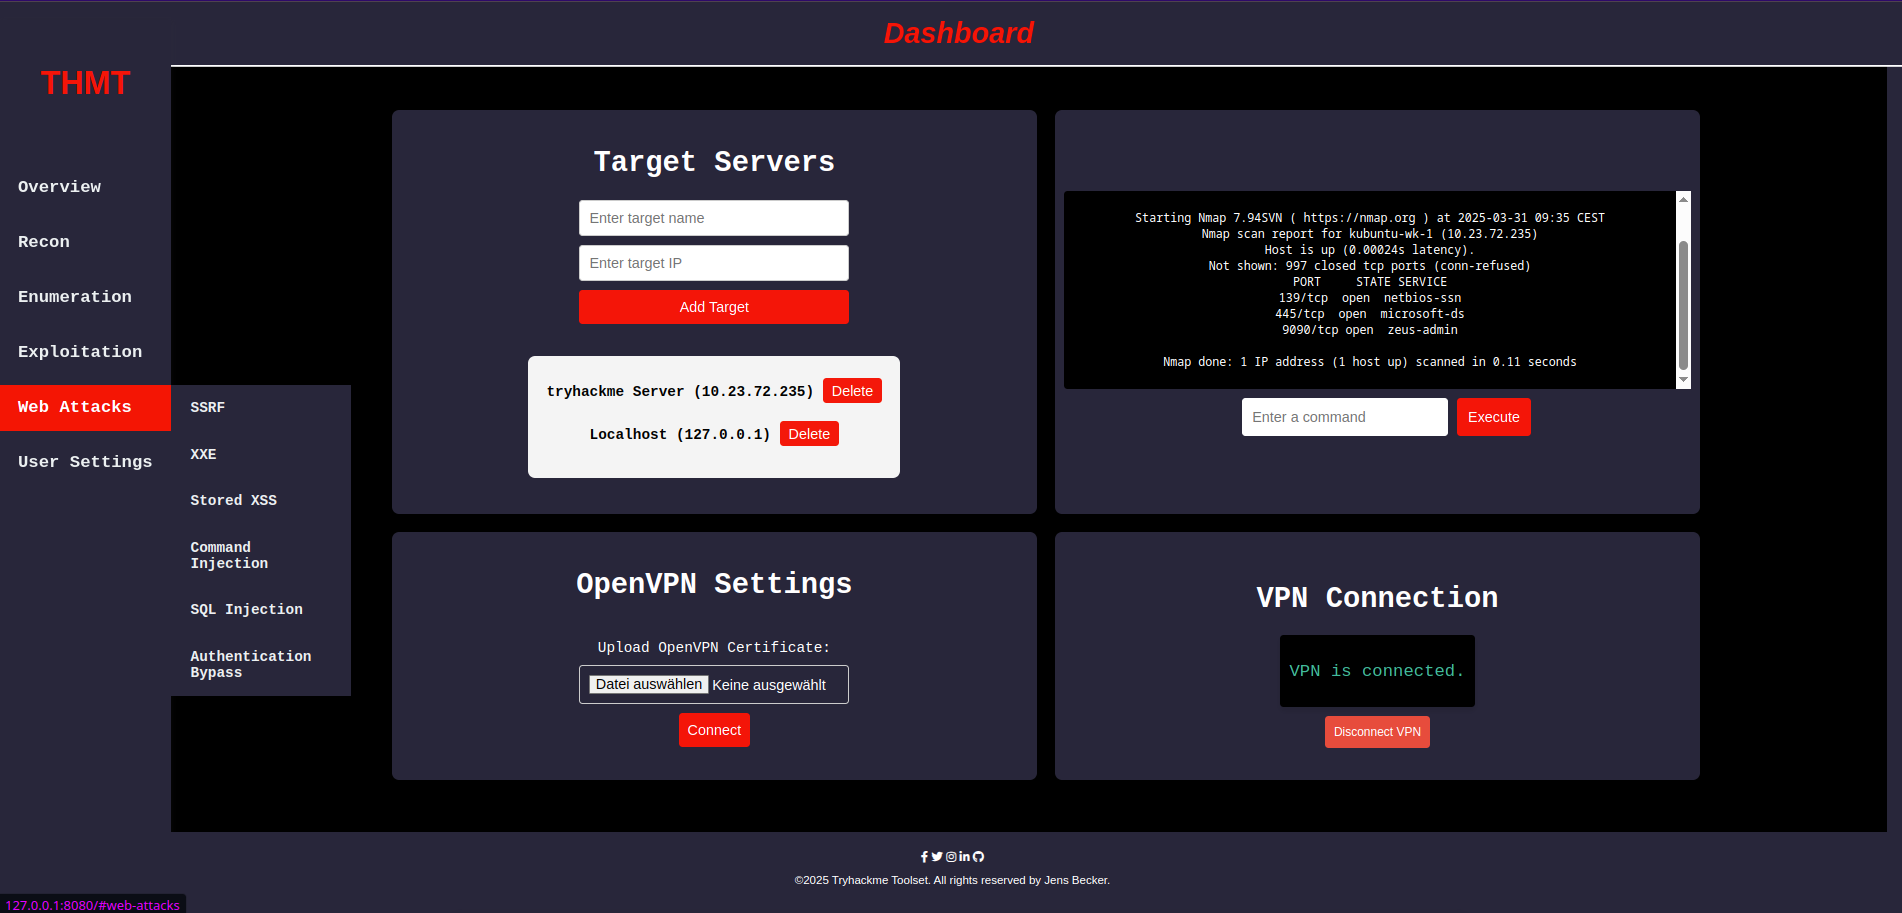 Dashboard
THMT
Overview
Recon
Enumeration
Exploitation
Web Attacks
User Settings
SSRF
XXE
Stored XSS
Command
Injection
SQL Injection
Authentication
Bypass
Target Servers
Enter target name
Enter target IP
Add Target
tryhackme Server (10.23.72.235) Delete
Localhost (127.0.0.1) Delete
Starting Nmap 7.94SVN ( https://nmap.org ) at 2025-03-31 09:35 CEST
Nmap scan report for kubuntu-wk-1 (10.23.72.235)
Host is up (0.00024s latency).
Not shown: 997 closed tcp ports (conn-refused)
PORT     STATE SERVICE
139/tcp  open  netbios-ssn
445/tcp  open  microsoft-ds
9090/tcp open  zeus-admin
Nmap done: 1 IP address (1 host up) scanned in 0.11 seconds
Enter a command Execute
OpenVPN Settings
Upload OpenVPN Certificate:
Datei auswählen Keine ausgewählt
Connect
VPN Connection
VPN is connected.
Disconnect VPN
©2025 Tryhackme Toolset. All rights reserved by Jens Becker.
127.0.0.1:8080/#web-attacks